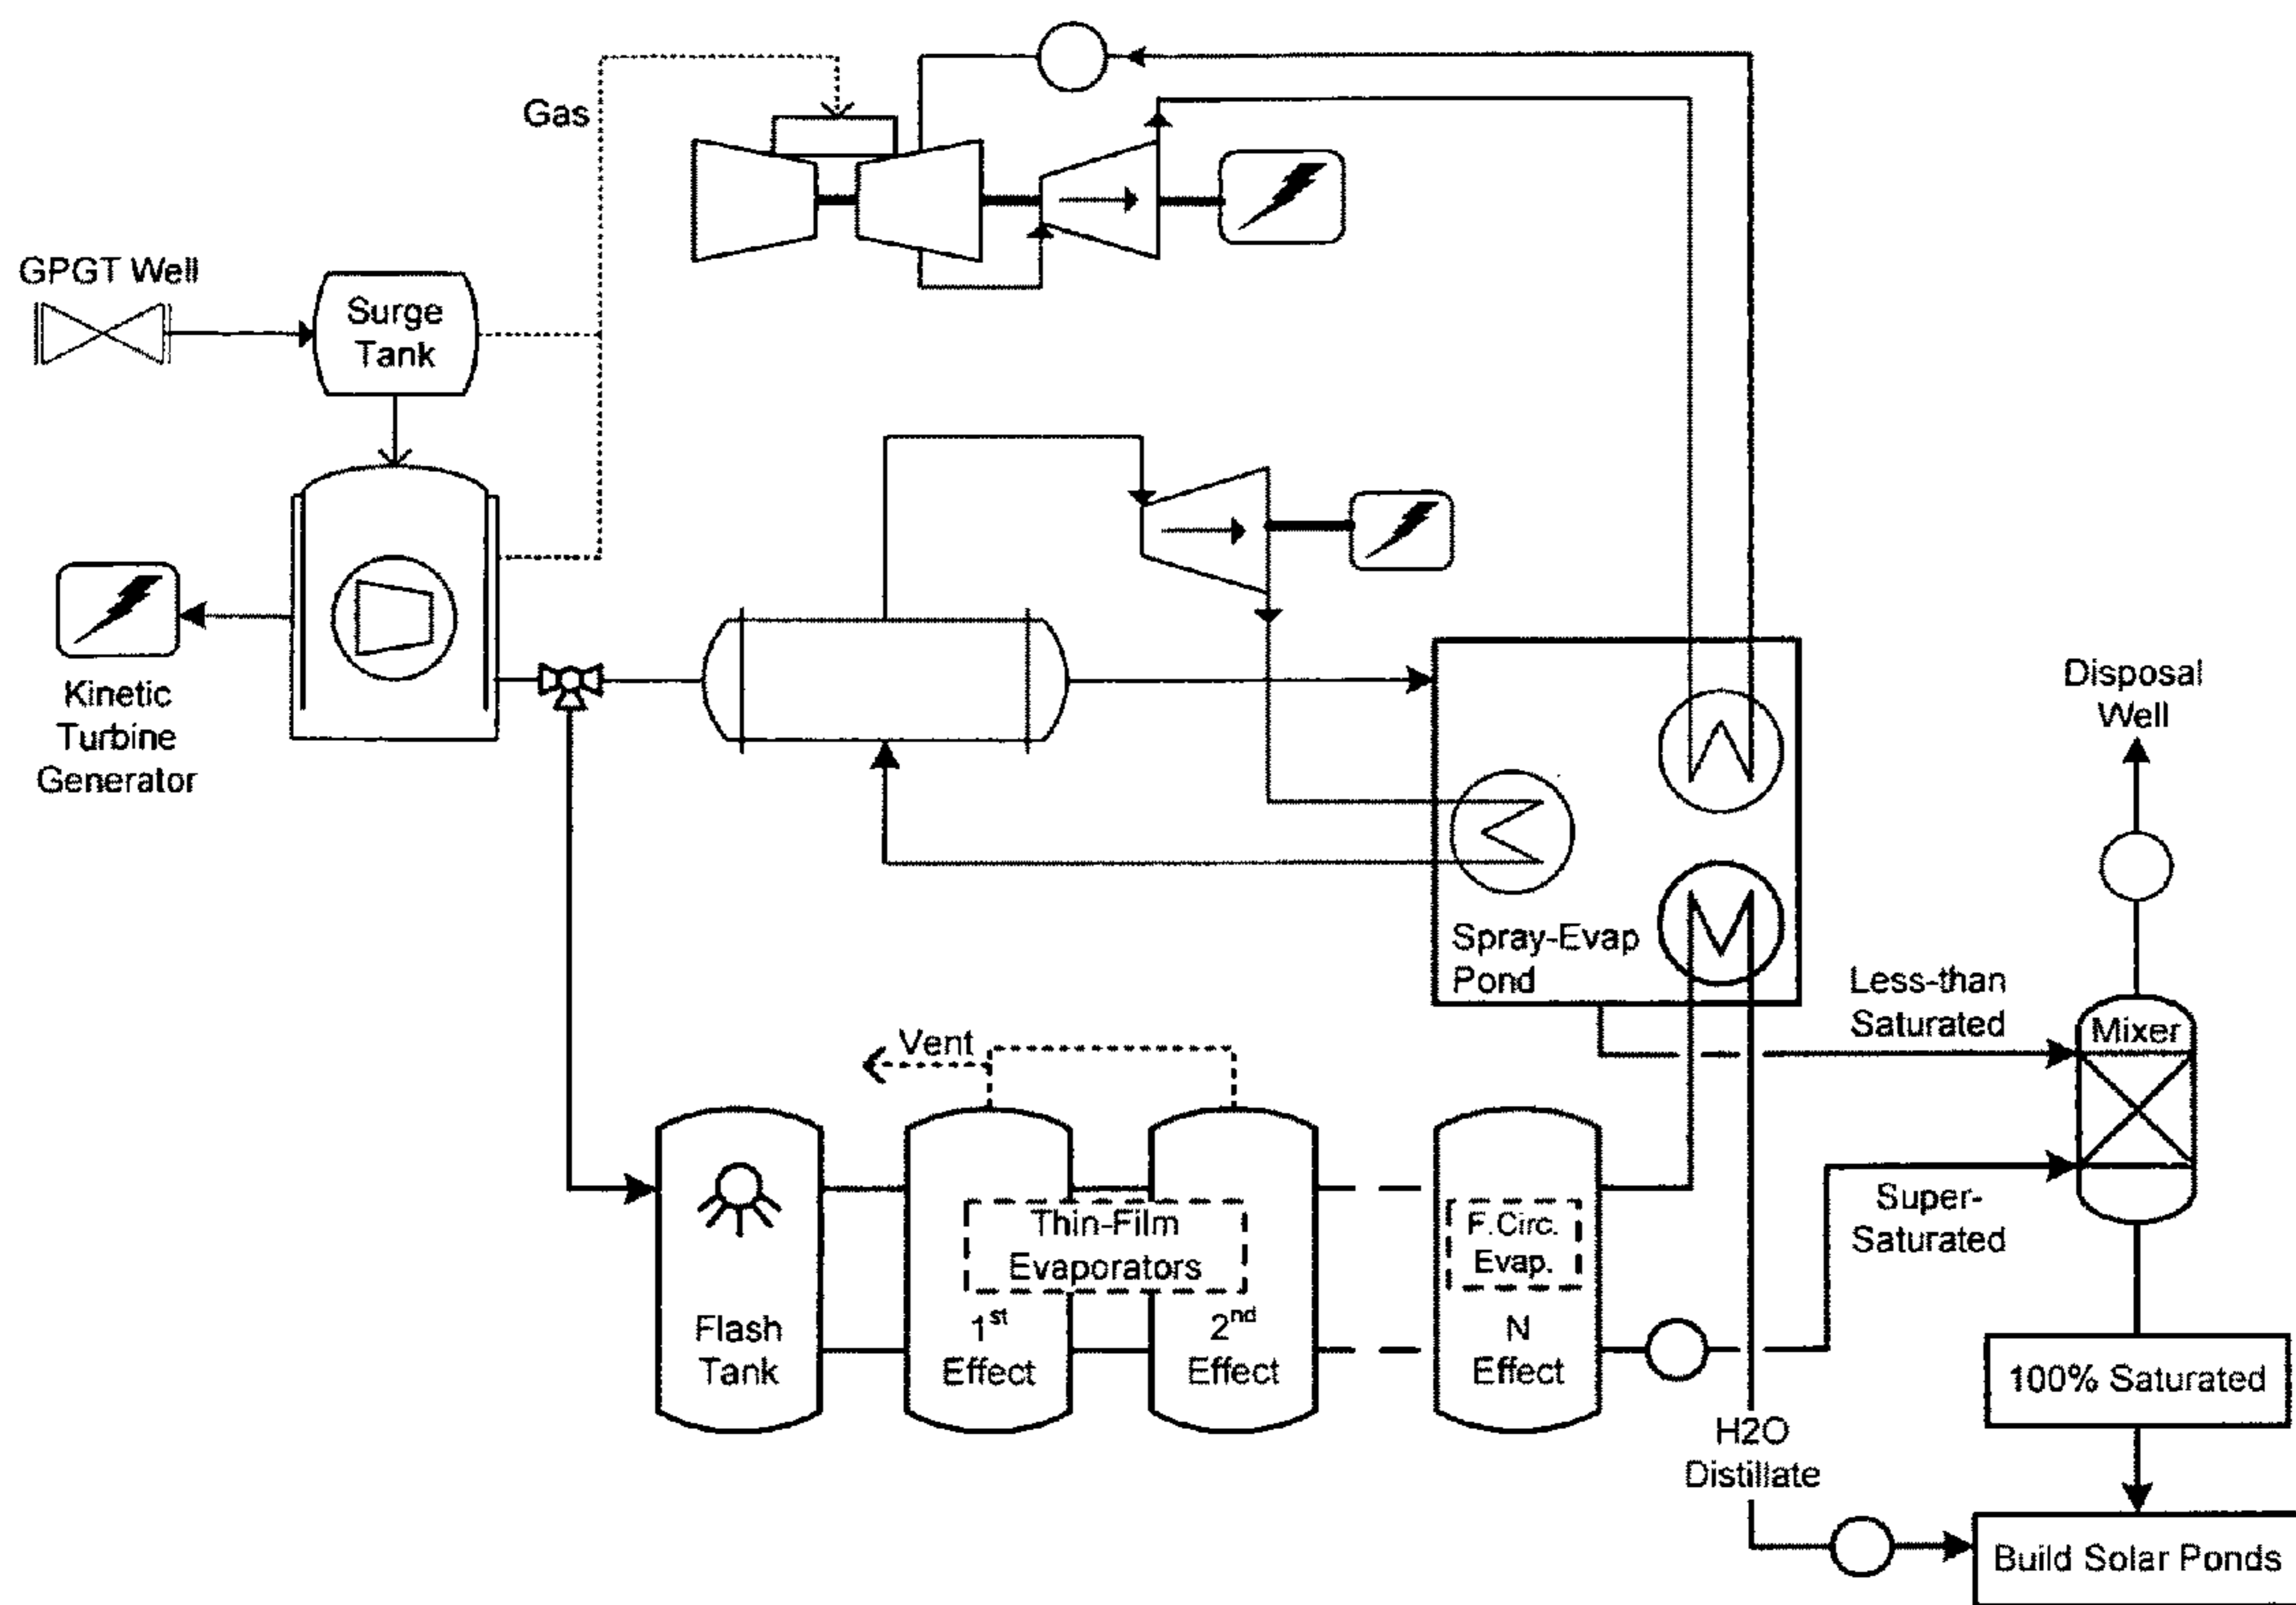 Gas
GPGT Well
Surge
Tank
Kinetic
Turbine
Generator
Disposal
Well
Spray-Evap
Pond
Less-than
Saturated
Mixer
Vent
Super-
Saturated
Thin-Film
Evaporators
F.Circ.
Evap.
Flash
Tank
1st
Effect
2nd
Effect
N
Effect
100% Saturated
H2O
Distillate
Build Solar Ponds